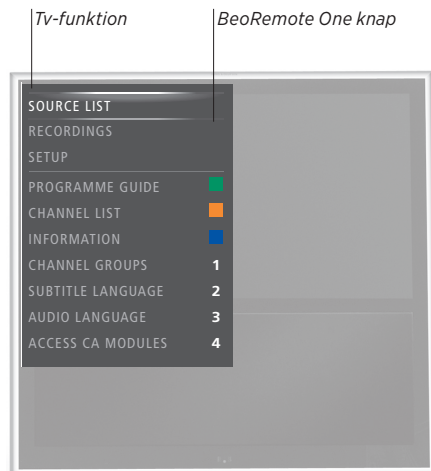 Tv-funktion BeoRemote One knap
SOURCE LIST
RECORDINGS
SETUP
PROGRAMME GUIDE
CHANNEL LIST
INFORMATION
CHANNEL GROUPS 1
SUBTITLE LANGUAGE 2
AUDIO LANGUAGE 3
ACCESS CA MODULES 4